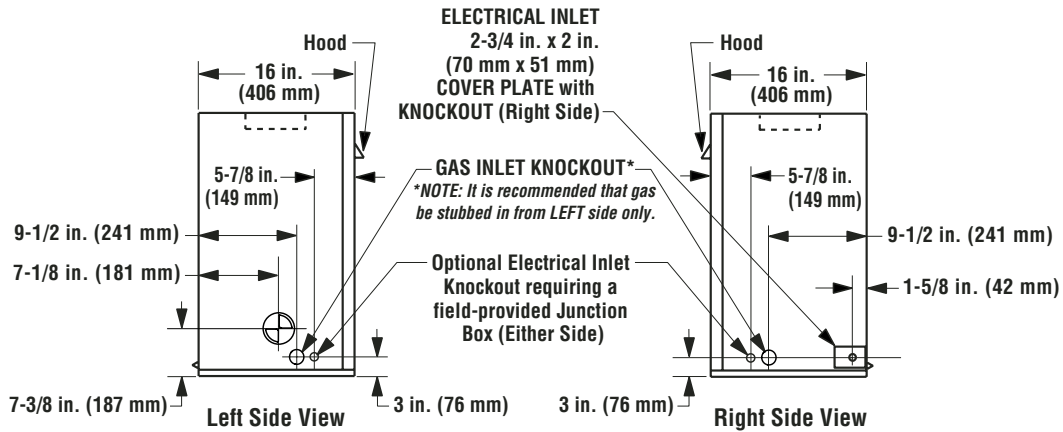 ELECTRICAL INLET
2-3/4 in. x 2 in.
(70 mm x 51 mm)
COVER PLATE with
KNOCKOUT (Right Side)
Hood
16 in.
(406 mm)
Hood
16 in.
(406 mm)
5-7/8 in.
(149 mm)
GAS INLET KNOCKOUT*
*NOTE: It is recommended that gas
be stubbed in from LEFT side only.
5-7/8 in.
(149 mm)
9-1/2 in. (241 mm)
7-1/8 in. (181 mm)
Optional Electrical Inlet
Knockout requiring a
field-provided Junction
Box (Either Side)
9-1/2 in. (241 mm)
1-5/8 in. (42 mm)
7-3/8 in. (187 mm)
Left Side View
3 in. (76 mm)
3 in. (76 mm)
Right Side View